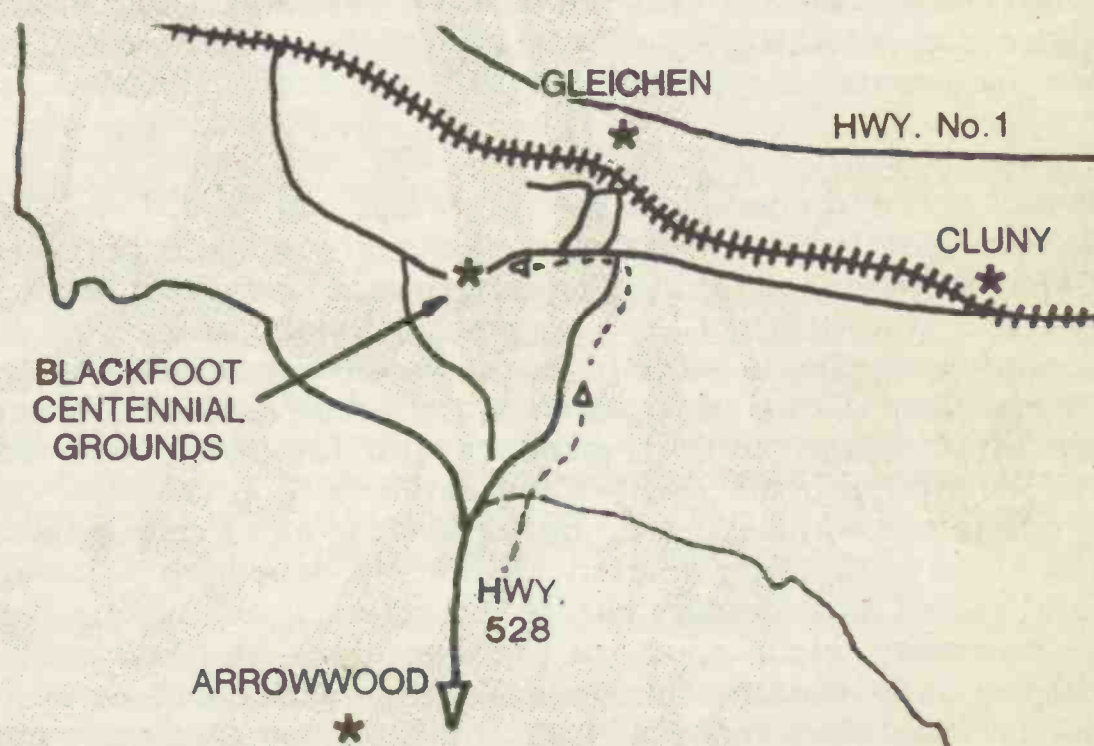 GLEICHEN
HWY. No.1
CLUNY
BLACKFOOT
CENTENNIAL
GROUNDS
HWY.
528
ARROWWOOD